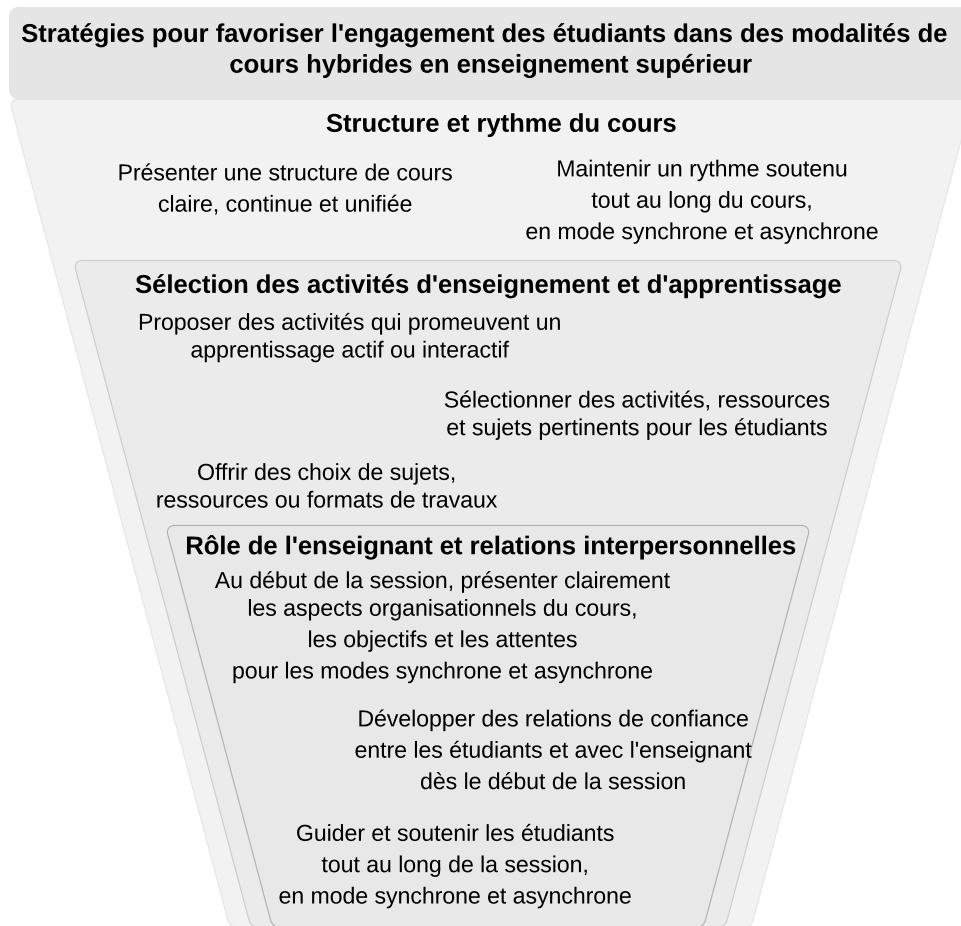 Stratégies pour favoriser l'engagement des étudiants dans des modalités de
cours hybrides en enseignement supérieur
Structure et rythme du cours
Présenter une structure de cours
claire, continue et unifiée
Maintenir un rythme soutenu
tout au long du cours,
en mode synchrone et asynchrone
Sélection des activités d'enseignement et d'apprentissage
Proposer des activités qui promeuvent un
apprentissage actif ou interactif
Sélectionner des activités, ressources
et sujets pertinents pour les étudiants
Offrir des choix de sujets,
ressources ou formats de travaux
Rôle de l'enseignant et relations interpersonnelles
Au début de la session, présenter clairement
les aspects organisationnels du cours,
les objectifs et les attentes
pour les modes synchrone et asynchrone
Développer des relations de confiance
entre les étudiants et avec l'enseignant
dès le début de la session
Guider et soutenir les étudiants
tout au long de la session,
en mode synchrone et asynchrone